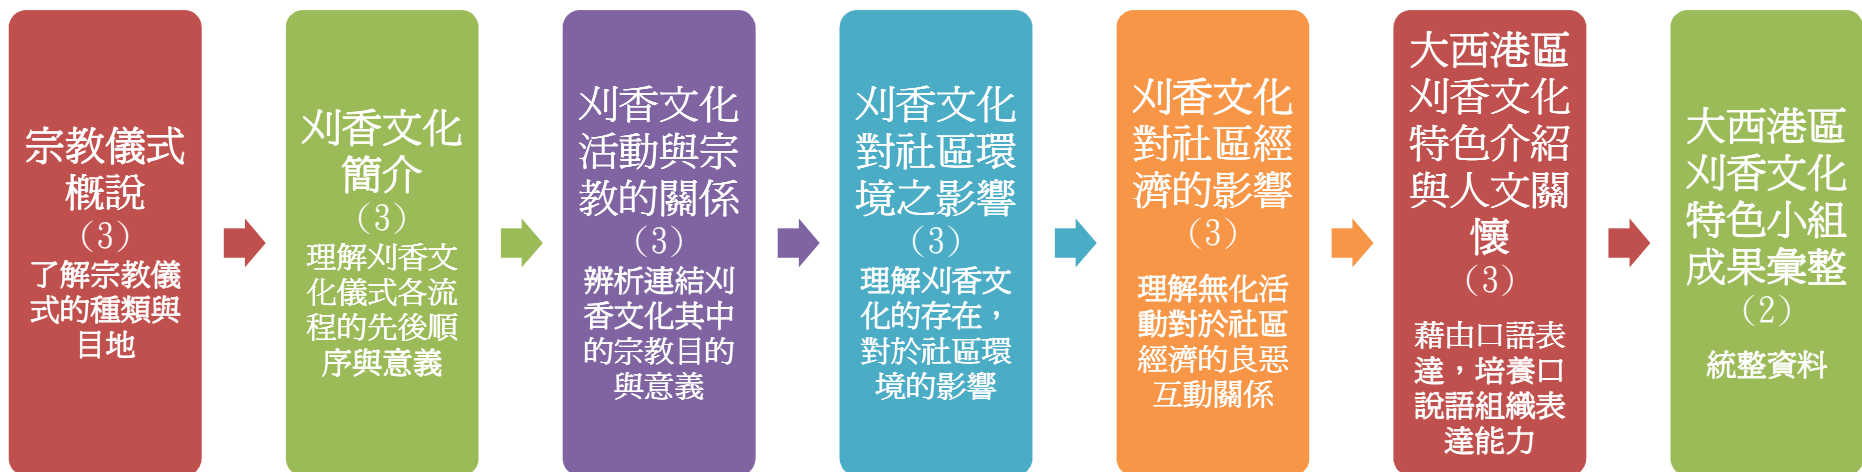 宗教儀式
概說
（3）
了解宗教儀
式的種類與
目地
刈香文化
簡介
（3）
理解刈香文
化儀式各流
程的先後順
序與意義
刈香文化
活動與宗
教的關係
（3）
辨析連結刈
香文化其中
的宗教目的
與意義
刈香文化
對社區環
境之影響
（3）
理解刈香文
化的存在，
對於社區環
境的影響
刈香文化
對社區經
濟的影響
（3）
理解無化活
動對於社區
經濟的良惡
互動關係
大西港區
刈香文化
特色介紹
與人文關
懷
（3）
藉由口語表
達，培養口
說語組織表
達能力
大西港區
刈香文化
特色小組
成果彙整
（2）
統整資料